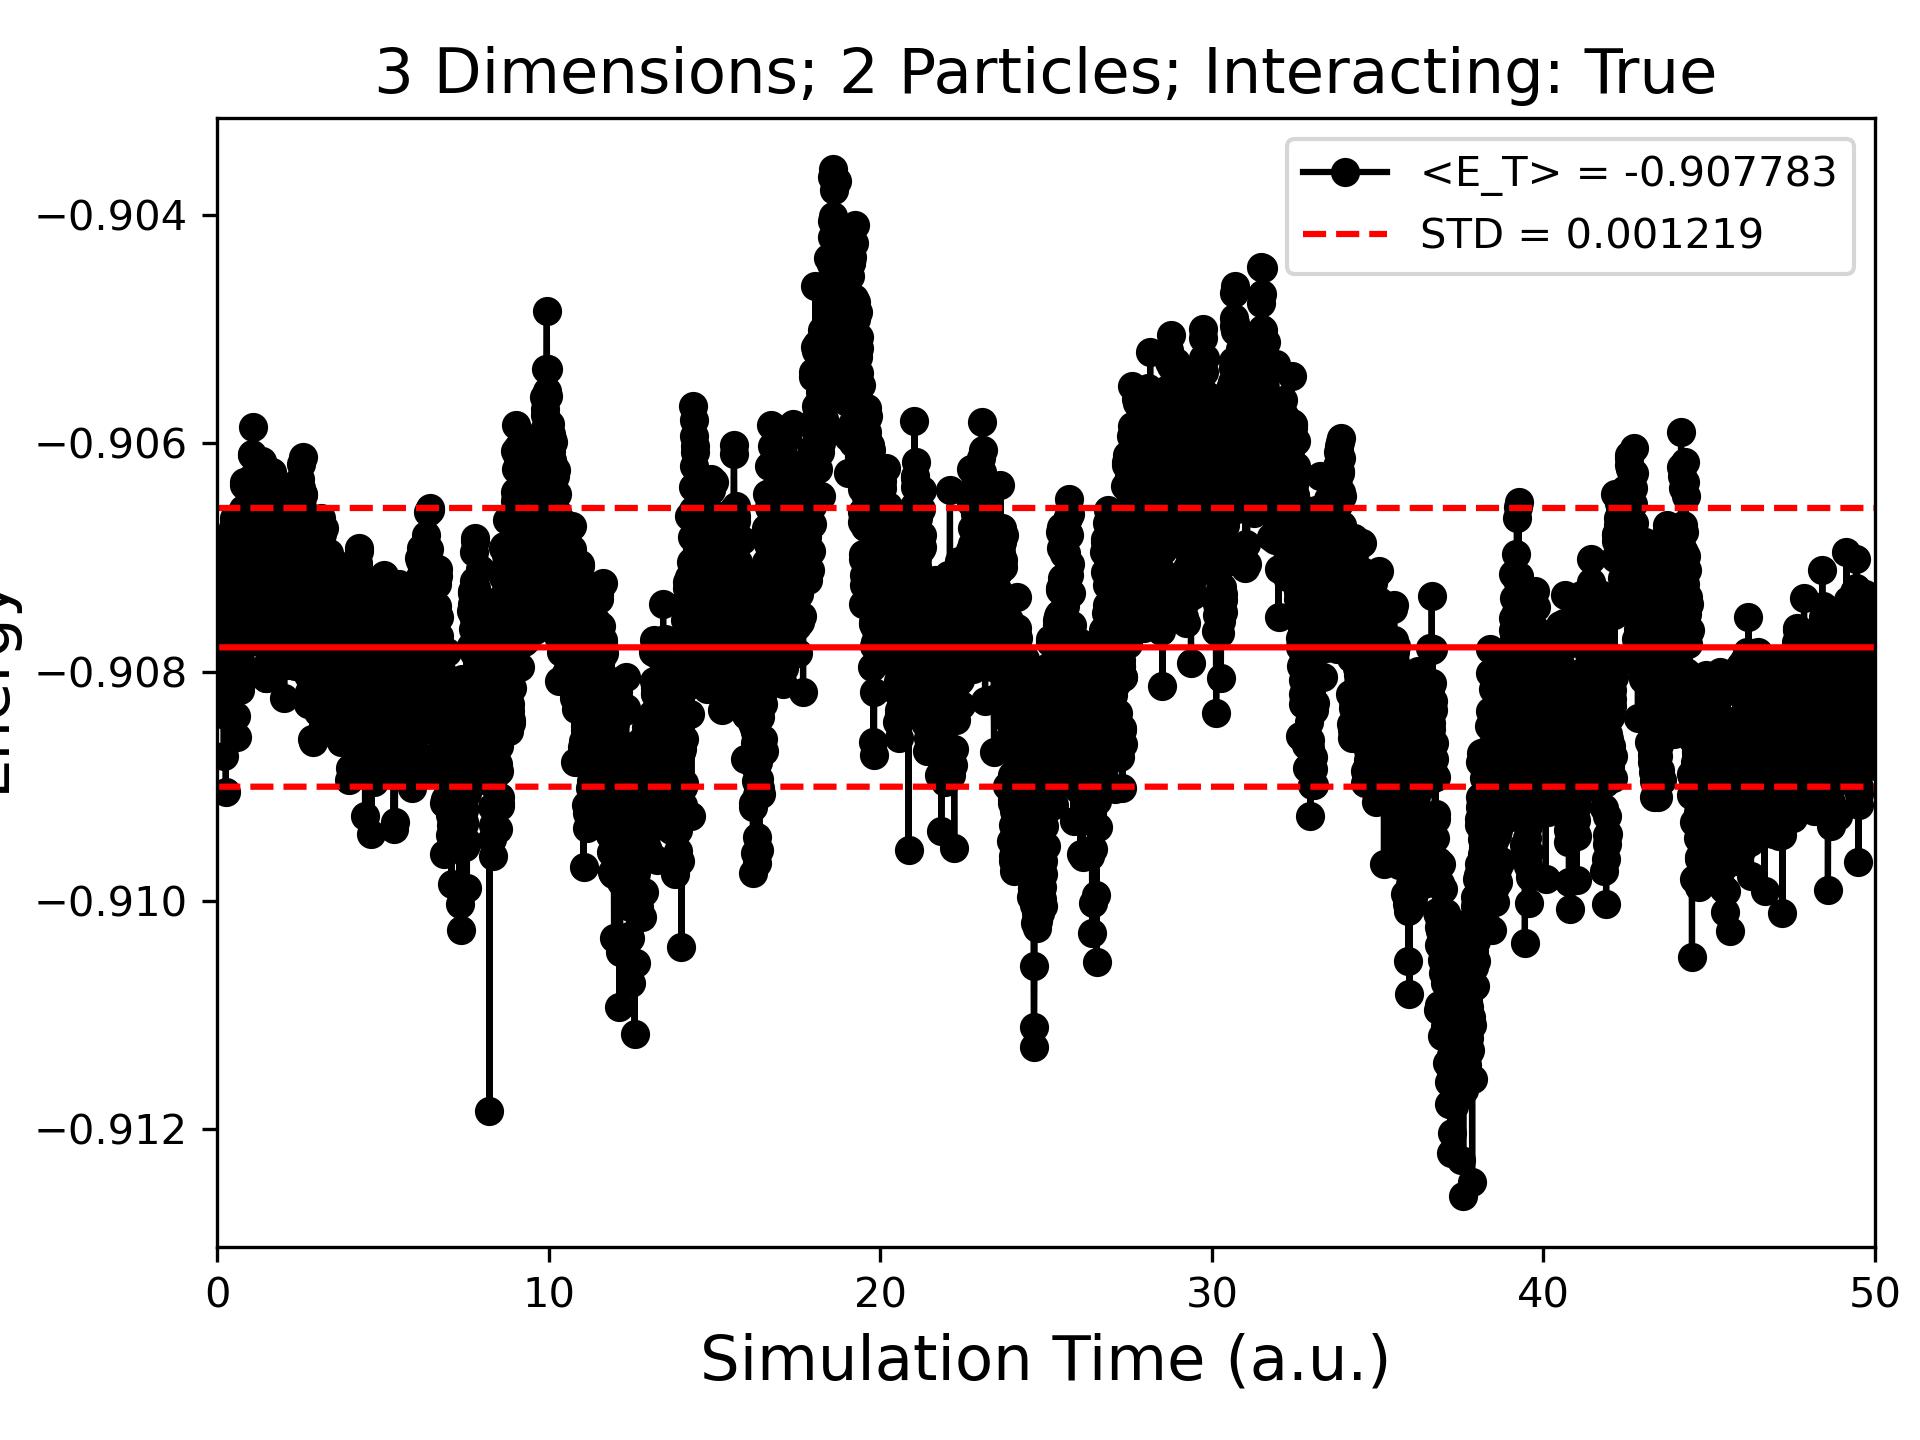 3 Dimensions; 2 Particles; Interacting: True
<E_T> = -0.907783
STD = 0.001219
−0.904
−0.906
−0.908
−0.910
−0.912
Energy
0 10 20 30 40 50
Simulation Time (a.u.)